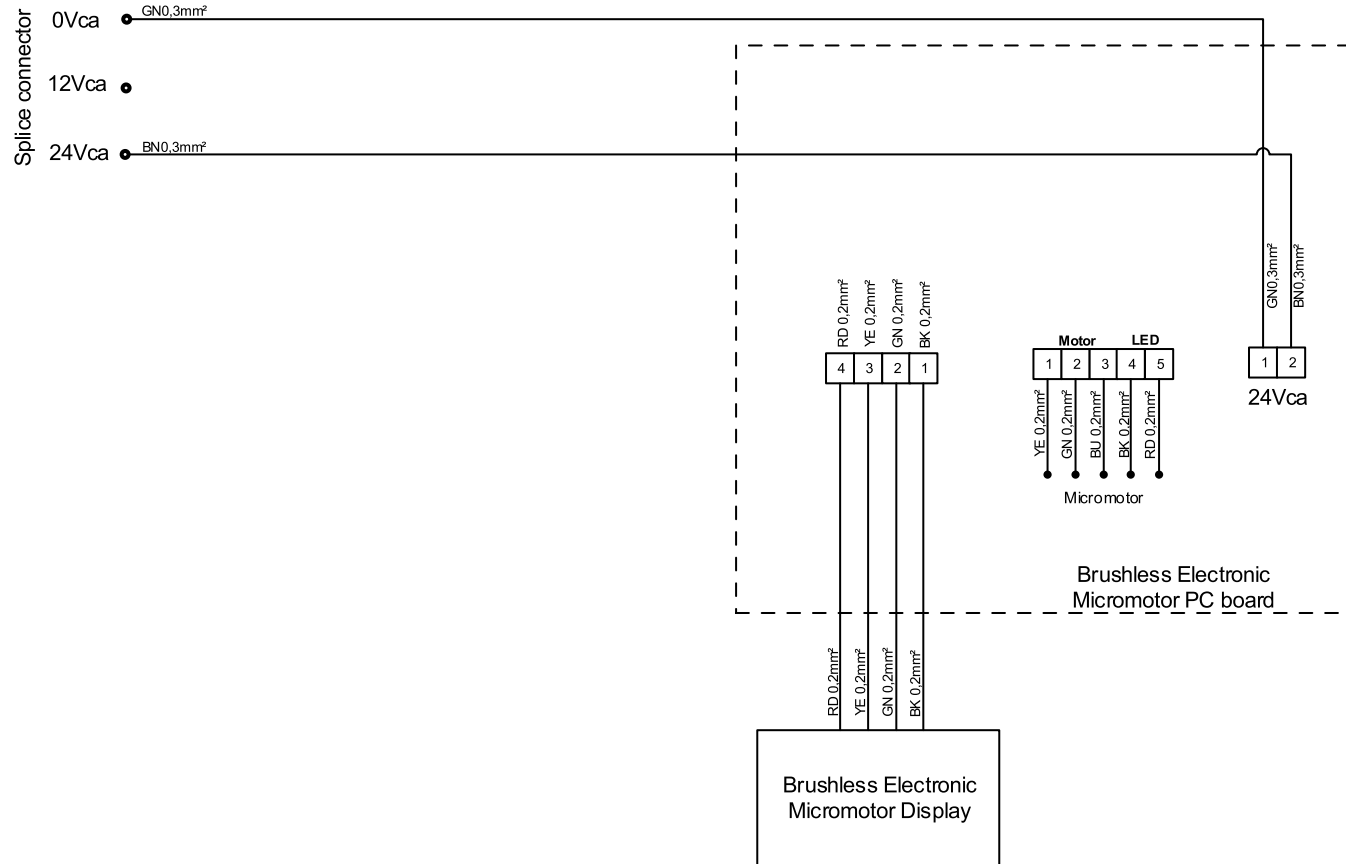 Splice connector
0Vca
GN0,3mm²
12Vca
24Vca
BN0,3mm²
GN0,3mm²
BN0,3mm²
RD 0,2mm²
YE 0,2mm²
GN 0,2mm²
BK 0,2mm²
4 3 2 1
Motor LED
1 2 3 4 5
1 2
24Vca
YE 0,2mm²
GN 0,2mm²
BU 0,2mm²
BK 0,2mm²
RD 0,2mm²
Micromotor
Brushless Electronic
Micromotor PC board
RD 0,2mm²
YE 0,2mm²
GN 0,2mm²
BK 0,2mm²
Brushless Electronic
Micromotor Display